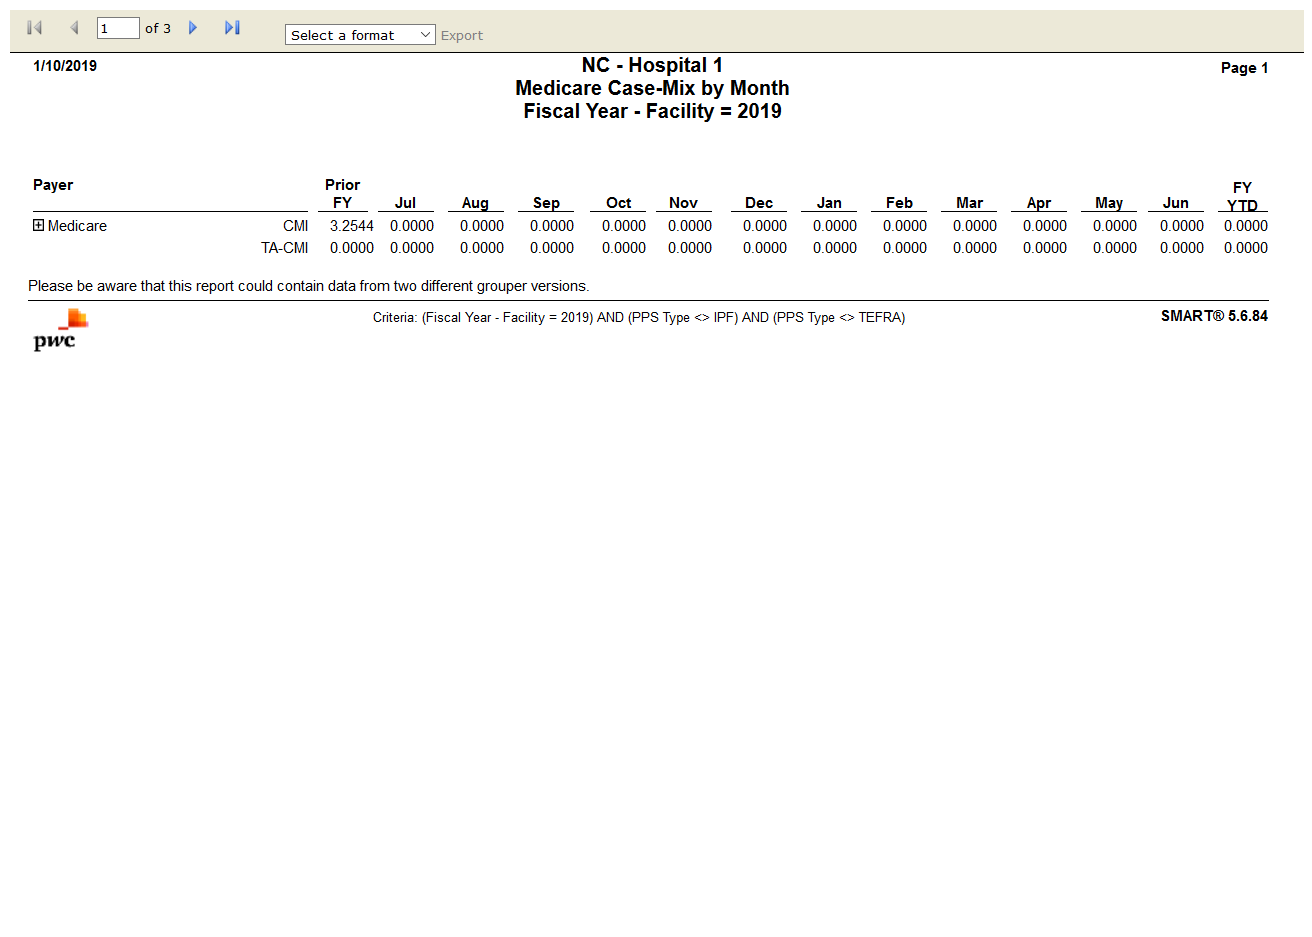 1 of 3 Select a format Export
1/10/2019 NC - Hospital 1 Page 1
Medicare Case-Mix by Month
Fiscal Year - Facility = 2019
Payer Prior FY Jul Aug Sep Oct Nov Dec Jan Feb Mar Apr May Jun FY YTD
Medicare CMI 3.2544 0.0000 0.0000 0.0000 0.0000 0.0000 0.0000 0.0000 0.0000 0.0000 0.0000 0.0000 0.0000 0.0000
TA-CMI 0.0000 0.0000 0.0000 0.0000 0.0000 0.0000 0.0000 0.0000 0.0000 0.0000 0.0000 0.0000 0.0000 0.0000
Please be aware that this report could contain data from two different grouper versions.
pwc Criteria: (Fiscal Year - Facility = 2019) AND (PPS Type <> IPF) AND (PPS Type <> TEFRA) SMART® 5.6.84